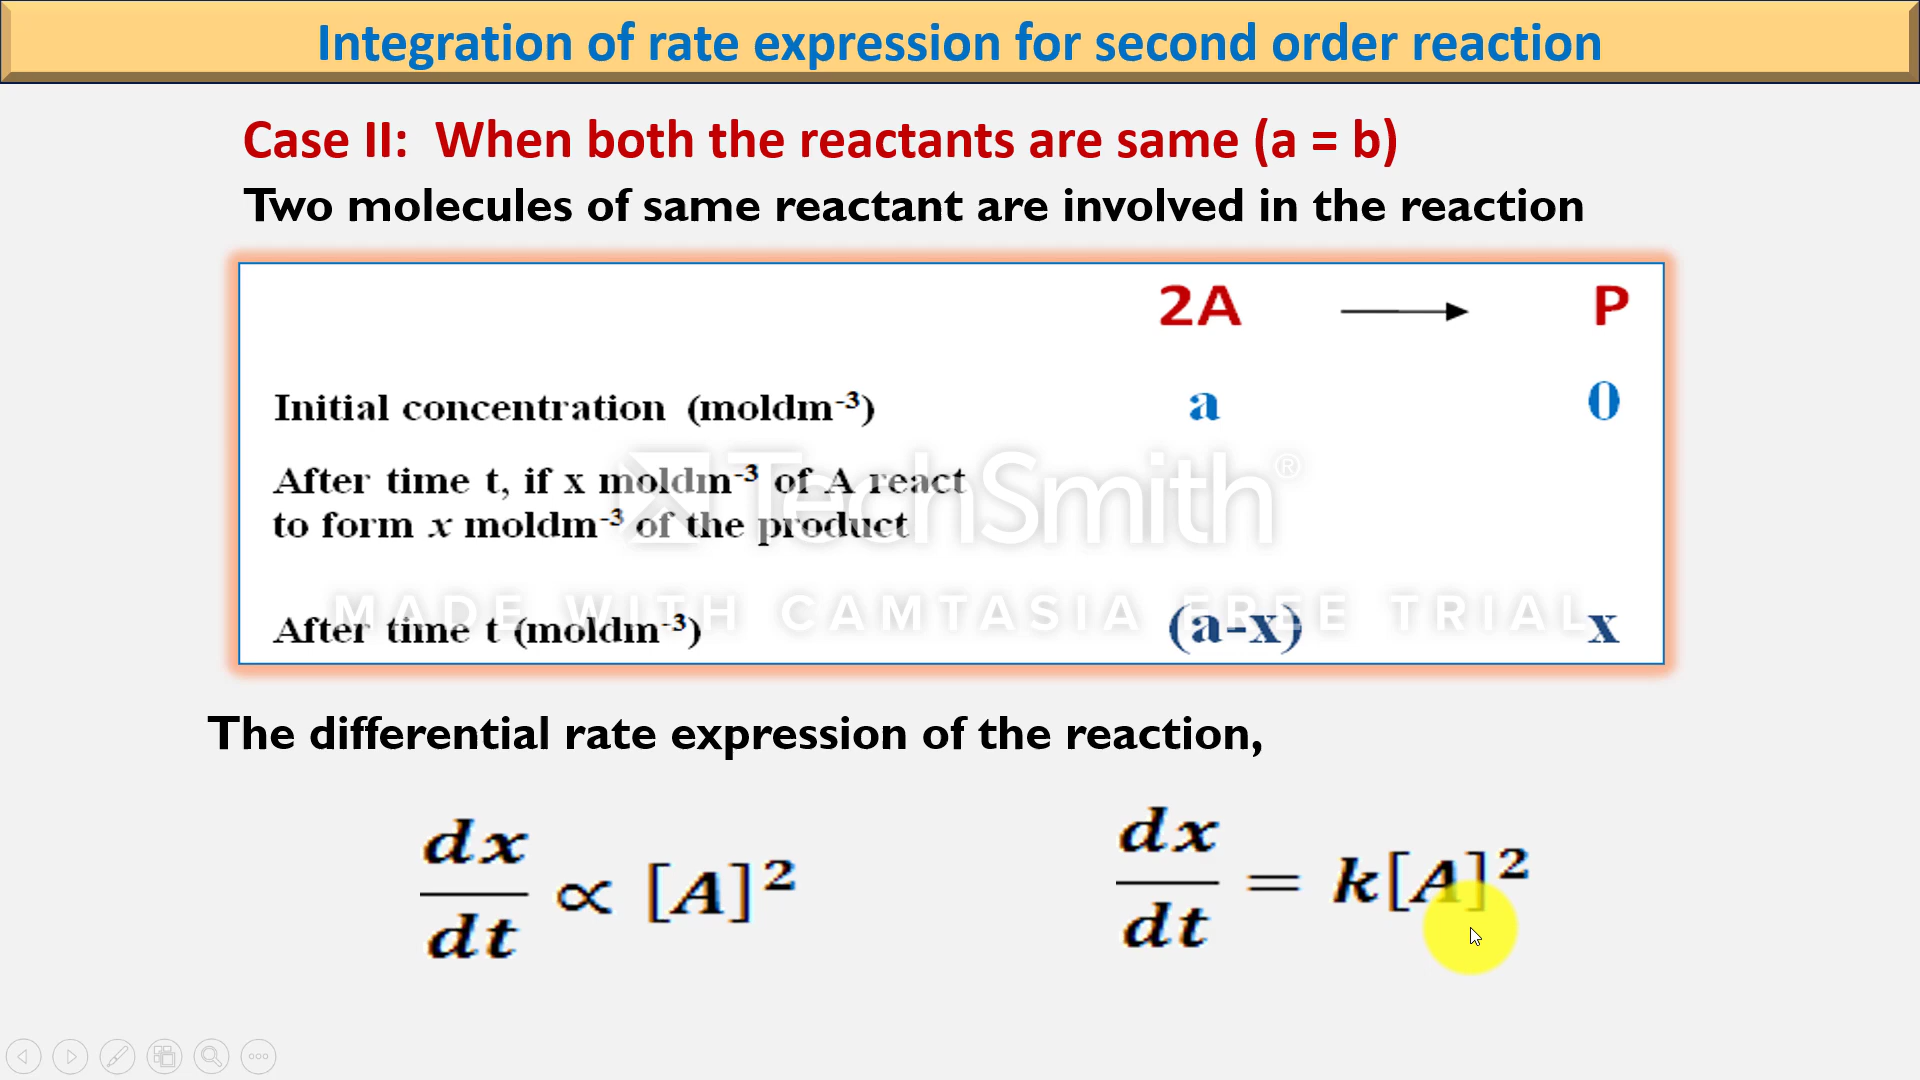 Integration of rate expression for second order reaction
Case II: When both the reactants are same (a = b)
Two molecules of same reactant are involved in the reaction
2A ⟶ P
Initial concentration (moldm⁻³) a 0
After time t, if x moldm⁻³ of A react
to form x moldm⁻³ of the product
TechSmith®
MADE WITH CAMTASIA FREE TRIAL
After time t (moldm⁻³) (a-x) x
The differential rate expression of the reaction,
dx/dt ∝ [A]² dx/dt = k[A]²